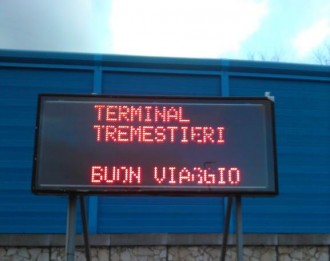 TERMINAL
TREMESTIERI
BUON VIAGGIO